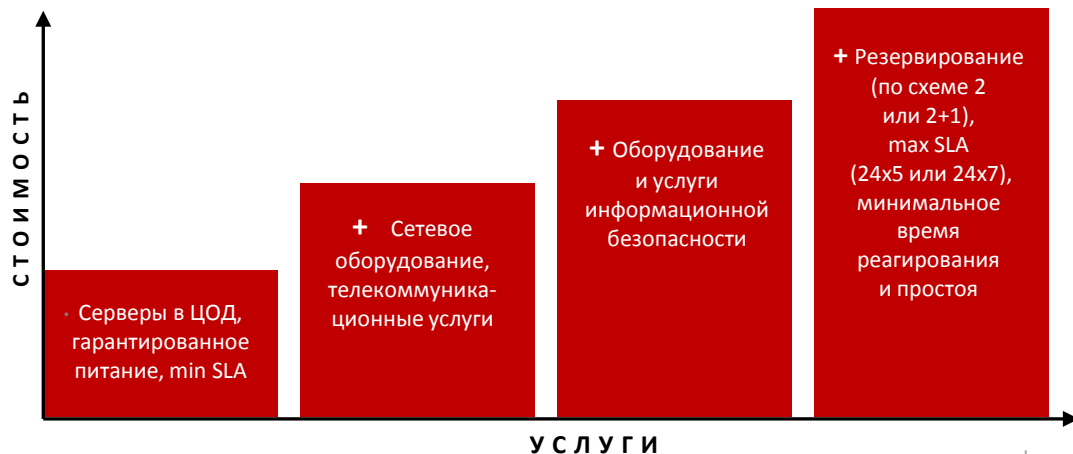 СТОИМОСТЬ
· Серверы в ЦОД,
гарантированное
питание, min SLA
+ Сетевое
оборудование,
телекоммуника-
ционные услуги
+ Оборудование
и услуги
информационной
безопасности
+ Резервирование
(по схеме 2
или 2+1),
max SLA
(24x5 или 24x7),
минимальное
время
реагирования
и простоя
УСЛУГИ